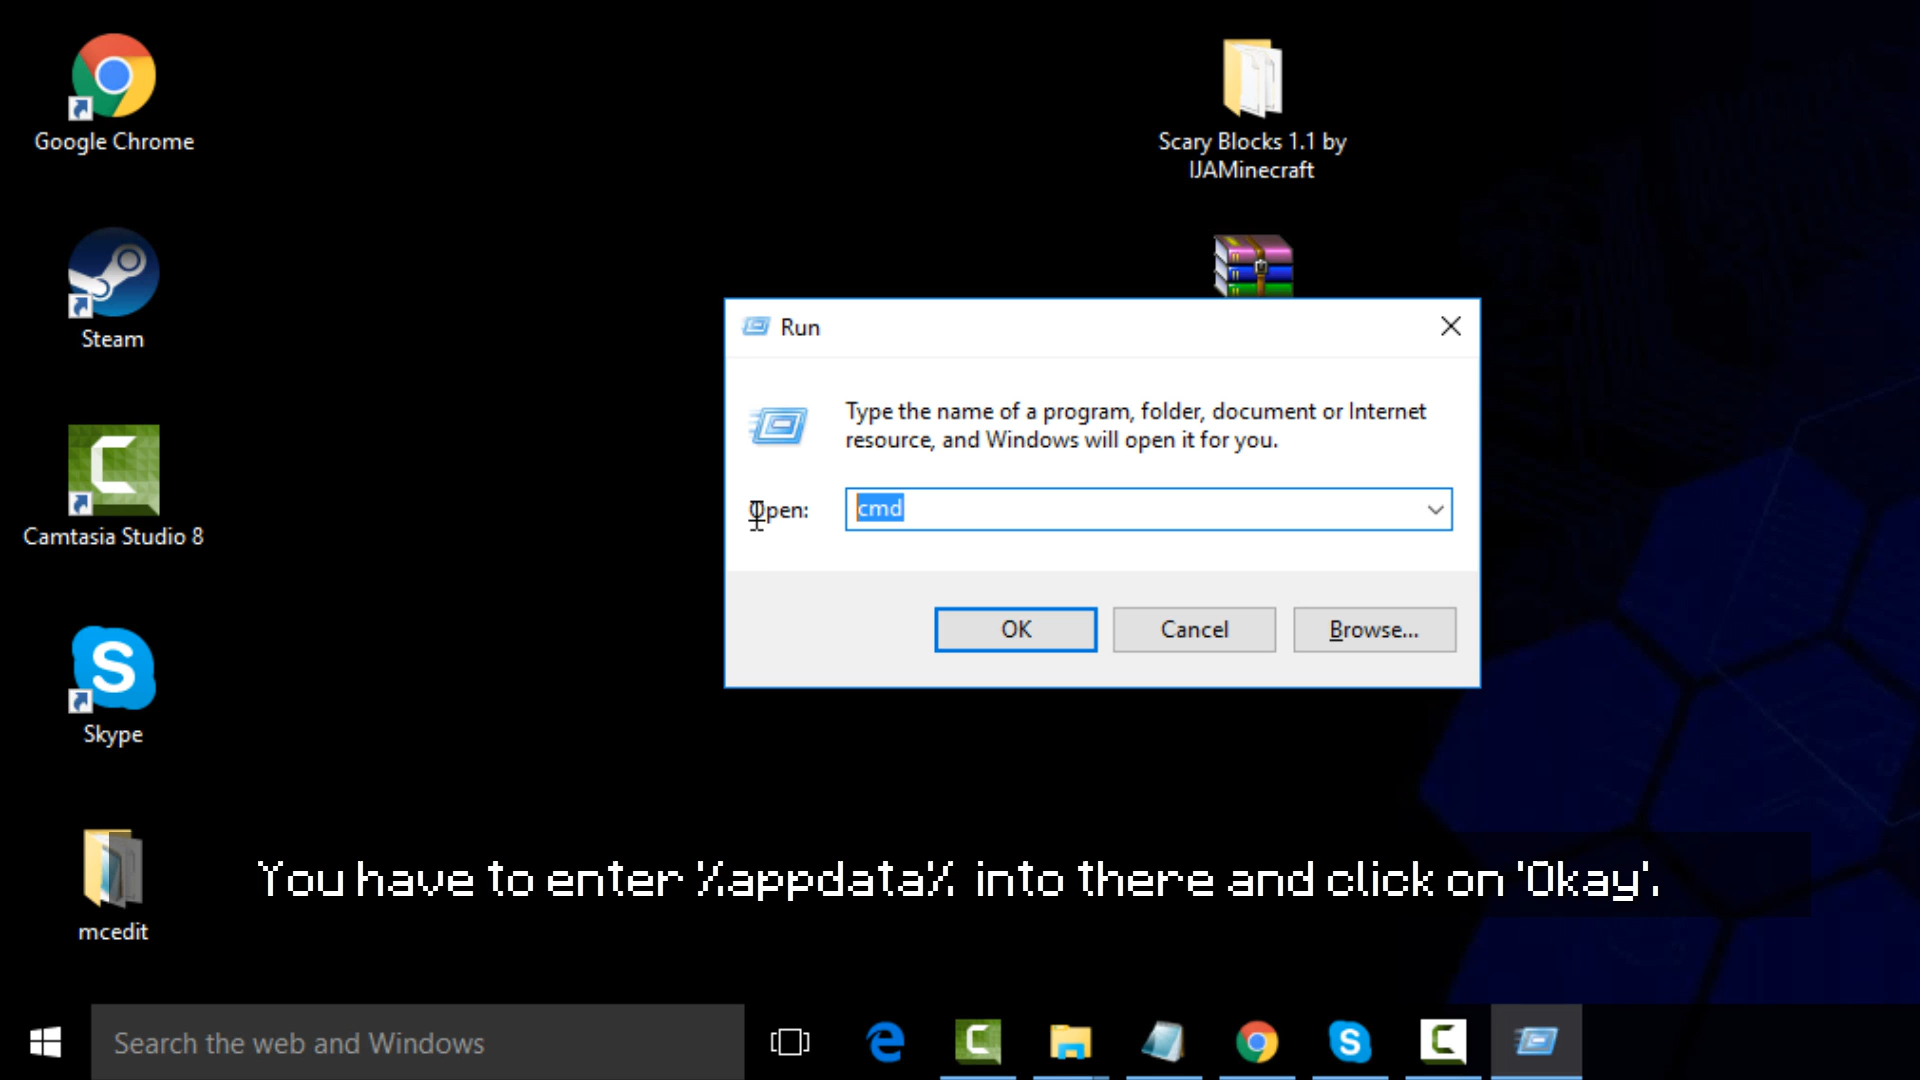 Google Chrome
Scary Blocks 1.1 by
IJAMinecraft
Steam
Run
Type the name of a program, folder, document or Internet
resource, and Windows will open it for you.
Open:
cmd
OK
Cancel
Browse...
Camtasia Studio 8
Skype
You have to enter %appdata% into there and click on 'Okay'.
mcedit
Search the web and Windows